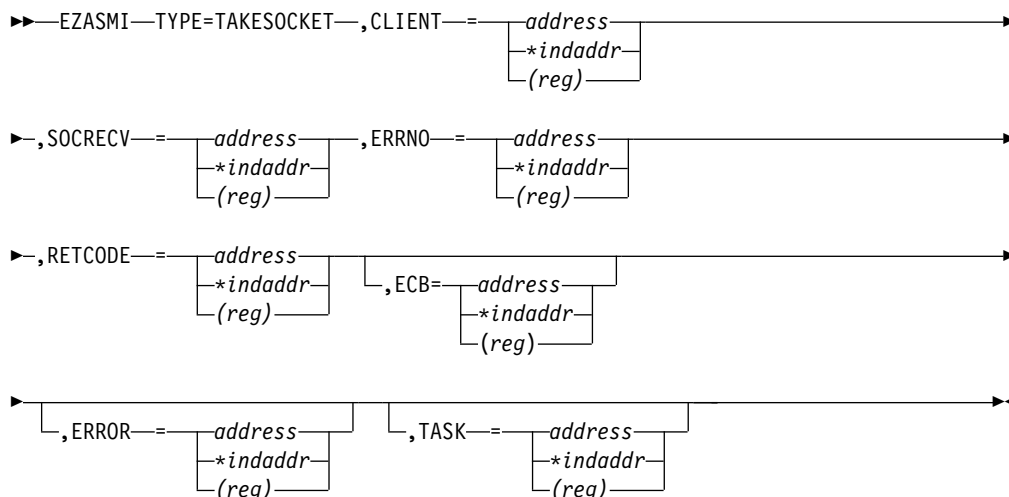 EZASMI TYPE=TAKESOCKET ,CLIENT = address
*indaddr
(reg)
,SOCRECV = address ,ERRNO = address
*indaddr *indaddr
(reg) (reg)
,RETCODE = address
*indaddr ,ECB= address
(reg) *indaddr
(reg)
,ERROR = address ,TASK = address
*indaddr *indaddr
(reg) (reg)